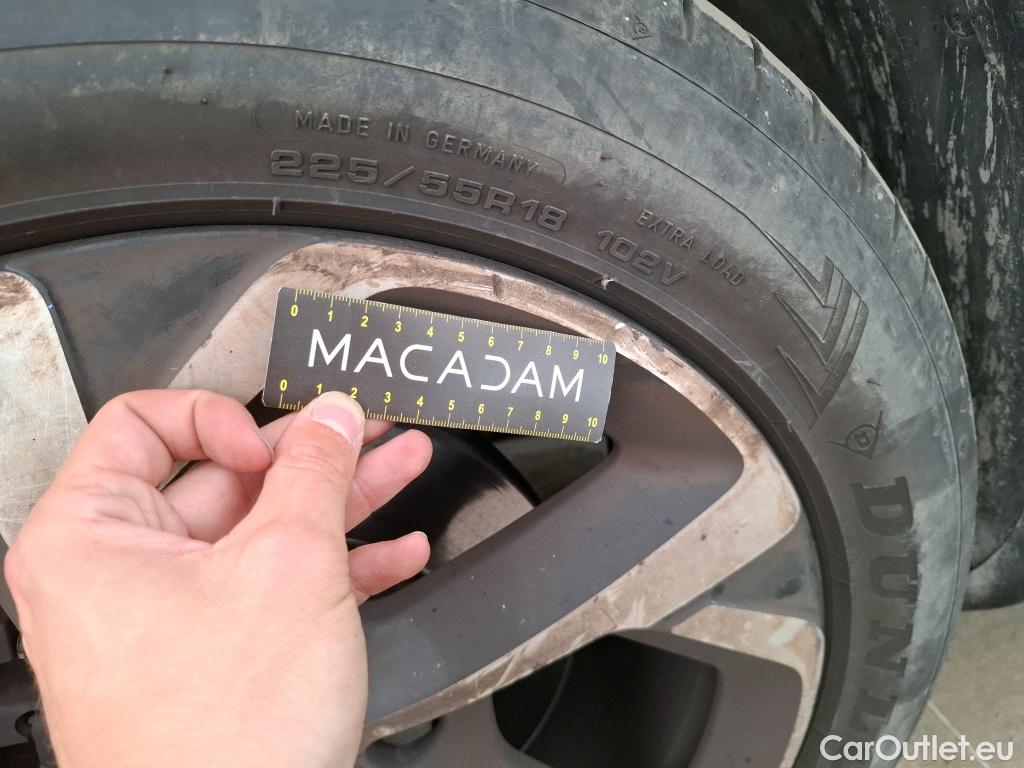 MADE IN GERMANY
225/55R18 102V
EXTRA LOAD
0 1 2 3 4 5 6 7 8 9 10
MACADAM
0 1 2 3 4 5 6 7 8 9 10
DUNL
CarOutlet.eu